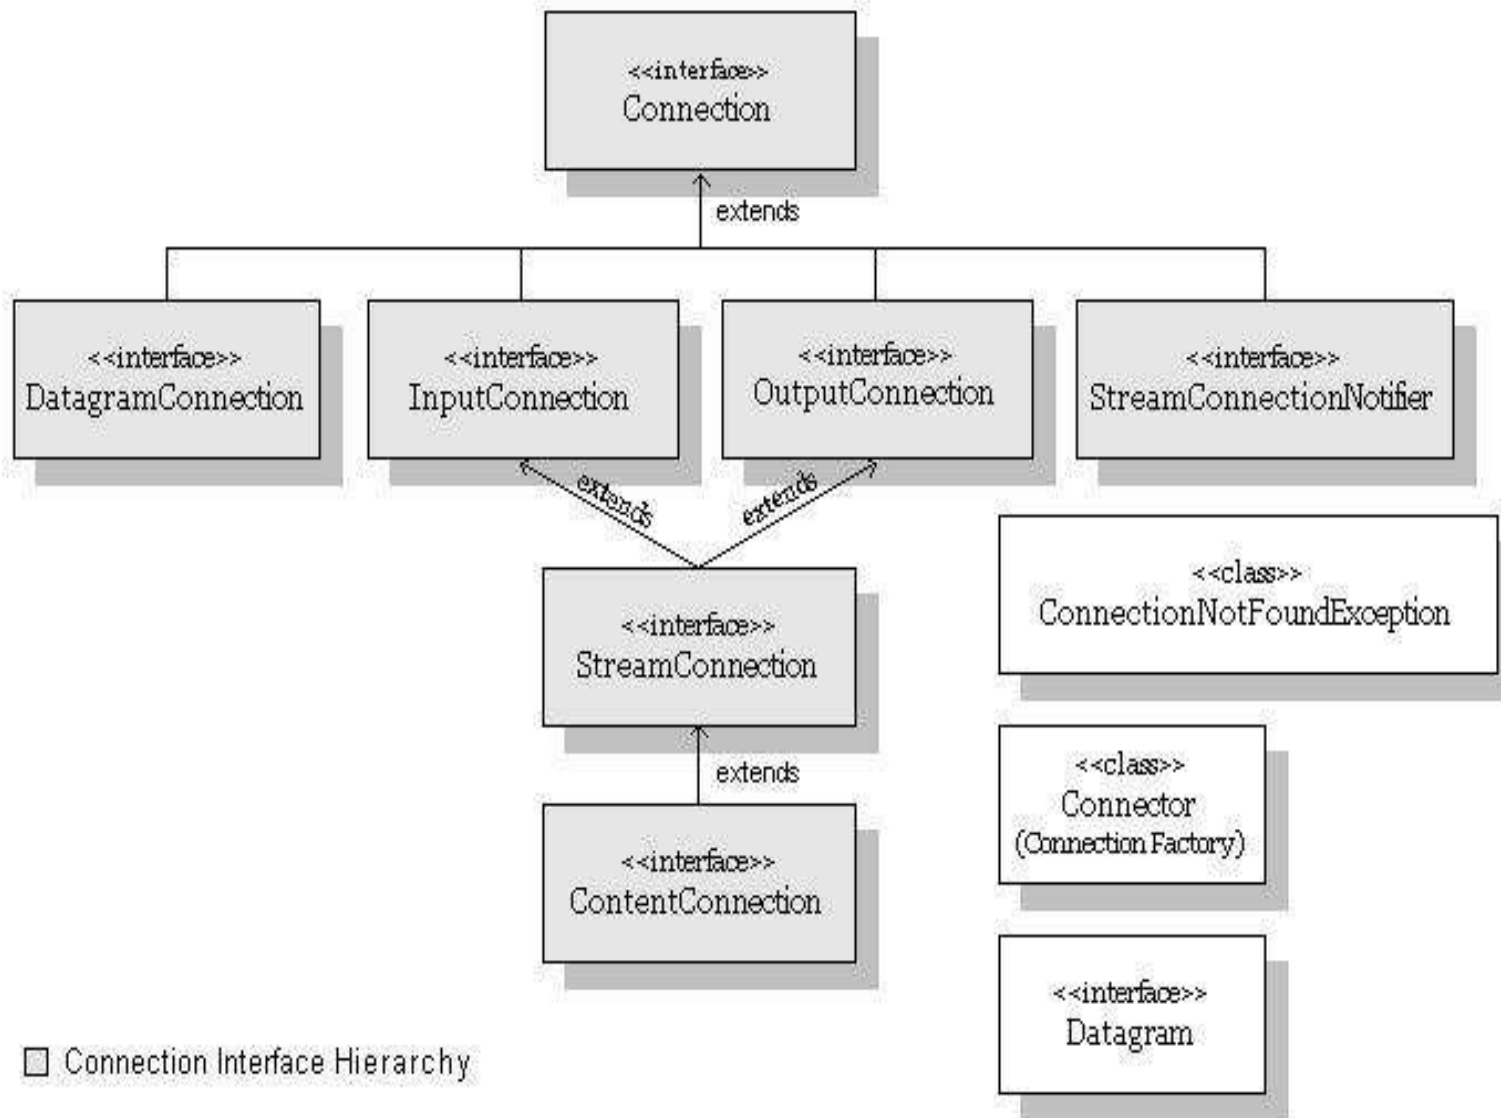 <<interface>>
Connection
extends
<<interface>>
DatagramConnection
<<interface>>
InputConnection
<<interface>>
OutputConnection
<<interface>>
StreamConnectionNotifier
extends
extends
<<class>>
ConnectionNotFoundException
<<interface>>
StreamConnection
<<class>>
Connector
(Connection Factory)
extends
<<interface>>
ContentConnection
<<interface>>
Datagram
Connection Interface Hierarchy